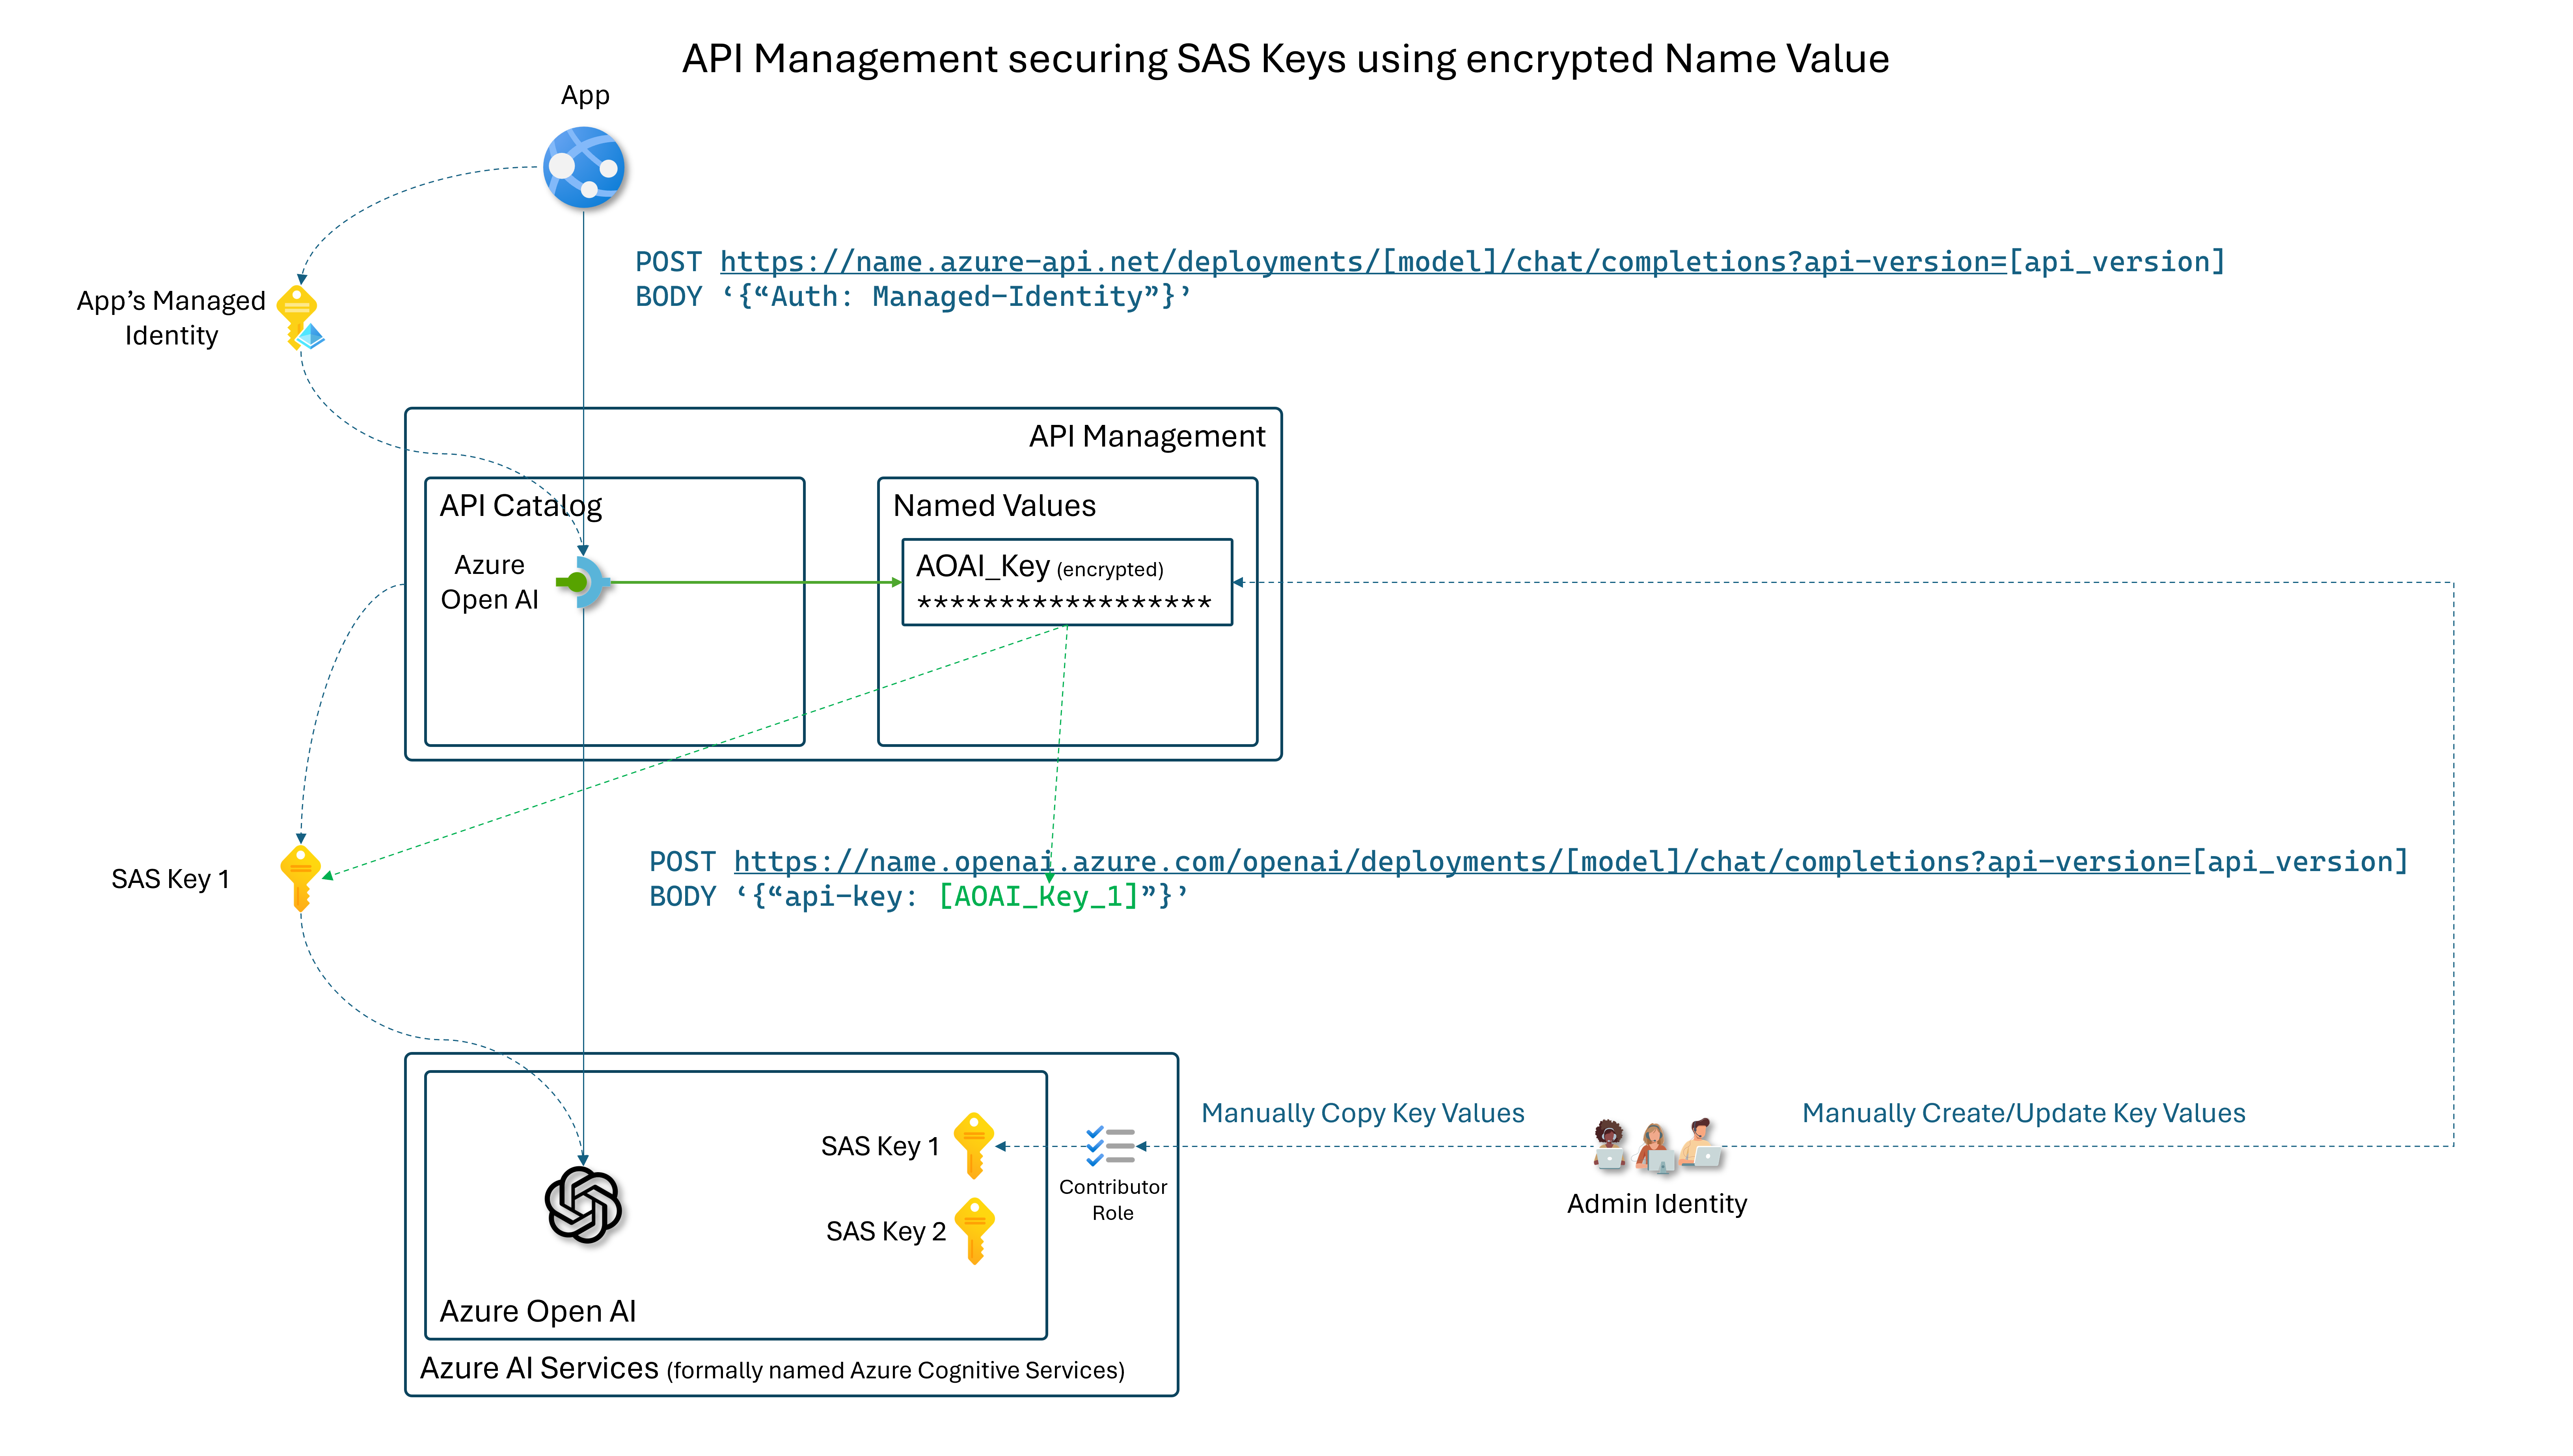 API Management securing SAS Keys using encrypted Name Value
App
POST https://name.azure-api.net/deployments/[model]/chat/completions?api-version=[api_version]
BODY ‘{“Auth: Managed-Identity”}’
App’s Managed
Identity
API Management
API Catalog
Named Values
Azure
Open AI
AOAI_Key (encrypted)
******************
SAS Key 1
POST https://name.openai.azure.com/openai/deployments/[model]/chat/completions?api-version=[api_version]
BODY ‘{“api-key: [AOAI_Key_1]”}’
Manually Copy Key Values
Manually Create/Update Key Values
SAS Key 1
Contributor
Role
Admin Identity
SAS Key 2
Azure Open AI
Azure AI Services (formally named Azure Cognitive Services)